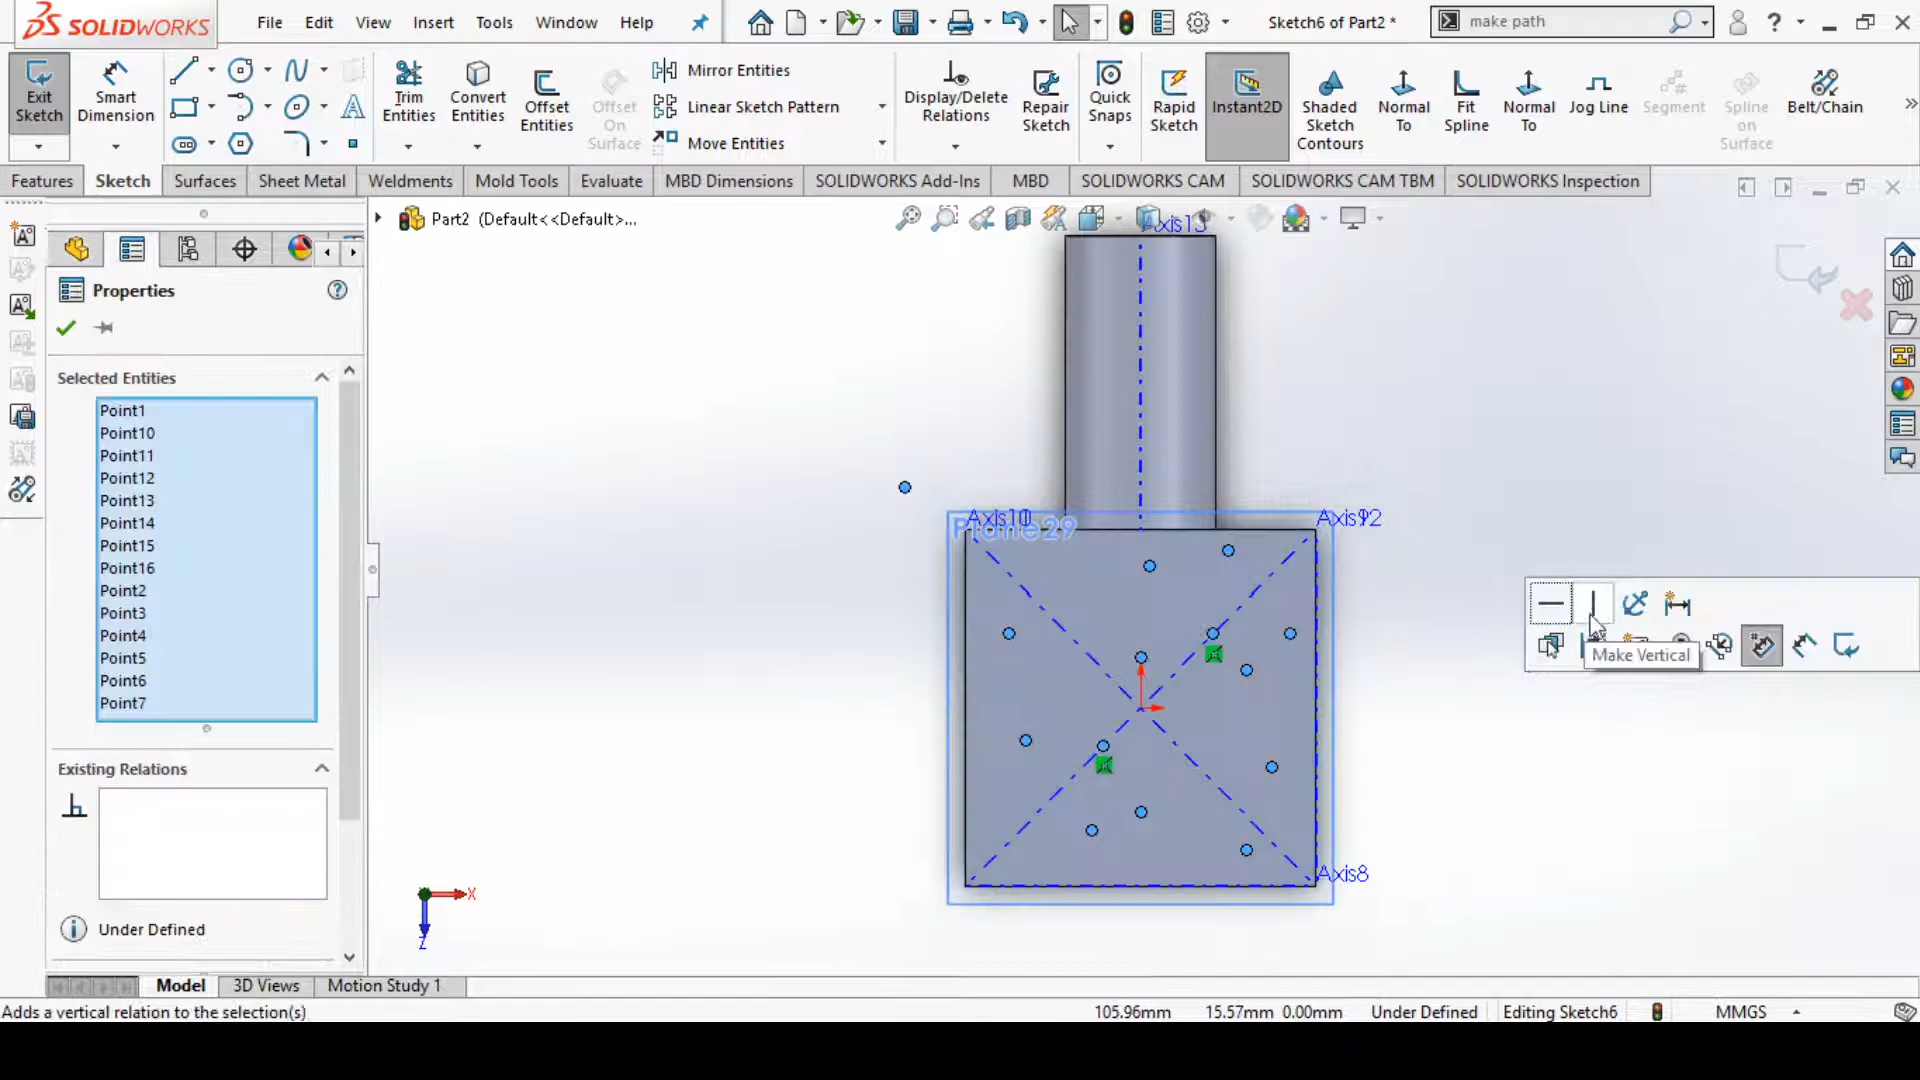 SOLIDWORKS
File Edit View Insert Tools Window Help
Sketch6 of Part2 *
make path
Exit Sketch
Smart Dimension
Trim Entities
Convert Entities
Offset Entities
Offset On Surface
Mirror Entities
Linear Sketch Pattern
Move Entities
Display/Delete Relations
Repair Sketch
Quick Snaps
Rapid Sketch
Instant2D
Shaded Sketch Contours
Normal To
Fit Spline
Normal To
Jog Line
Segment
Spline on Surface
Belt/Chain
Features Sketch Surfaces Sheet Metal Weldments Mold Tools Evaluate MBD Dimensions SOLIDWORKS Add-Ins MBD SOLIDWORKS CAM SOLIDWORKS CAM TBM SOLIDWORKS Inspection
Part2 (Default<<Default>...
Axis13
Properties
Selected Entities
Point1
Point10
Point11
Point12
Point13
Point14
Point15
Point16
Point2
Point3
Point4
Point5
Point6
Point7
Existing Relations
Under Defined
Plane29
Axis8
Make Vertical
X
Z
Model 3D Views Motion Study 1
Adds a vertical relation to the selection(s)
105.96mm 15.57mm 0.00mm Under Defined Editing Sketch6 MMGS